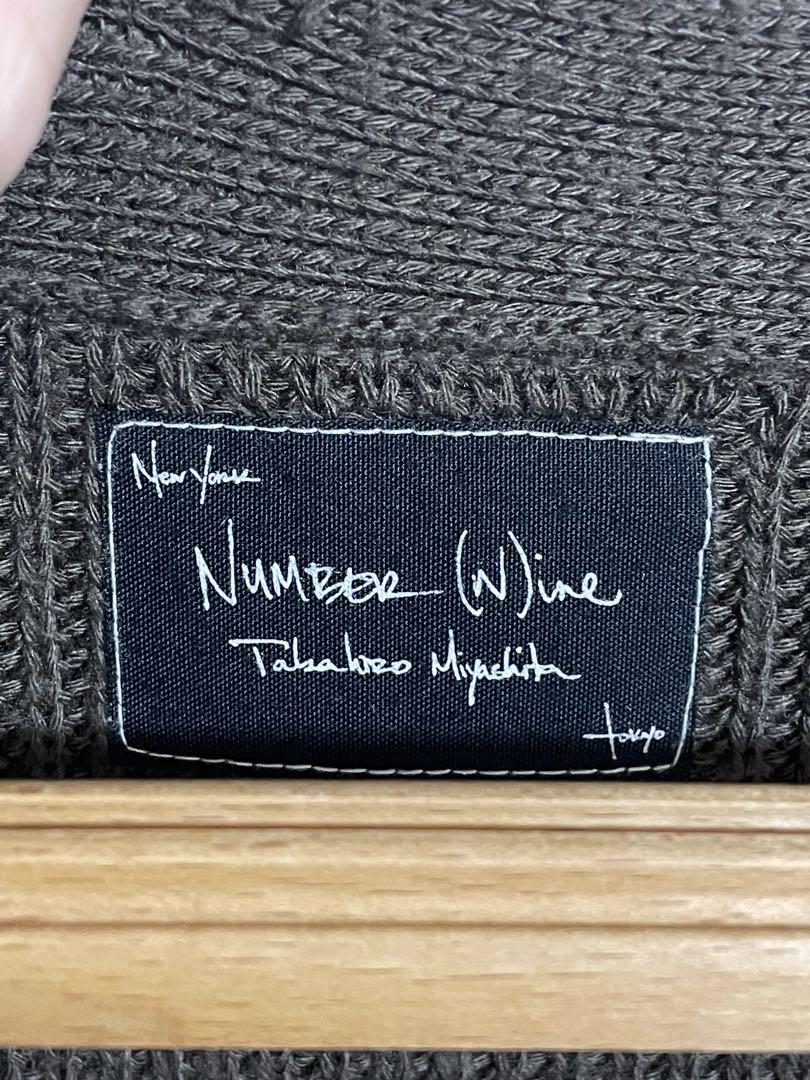 New York
NUMBER (N)ine
Takahiro Miyashita
tokyo